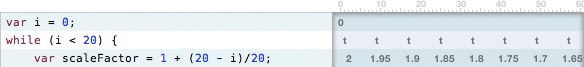 0 10 20 30 40 50 60
var i = 0; 0
while (i < 20) { t t t t t t t
var scaleFactor = 1 + (20 - i)/20; 2 1.95 1.9 1.85 1.8 1.75 1.7 1.65